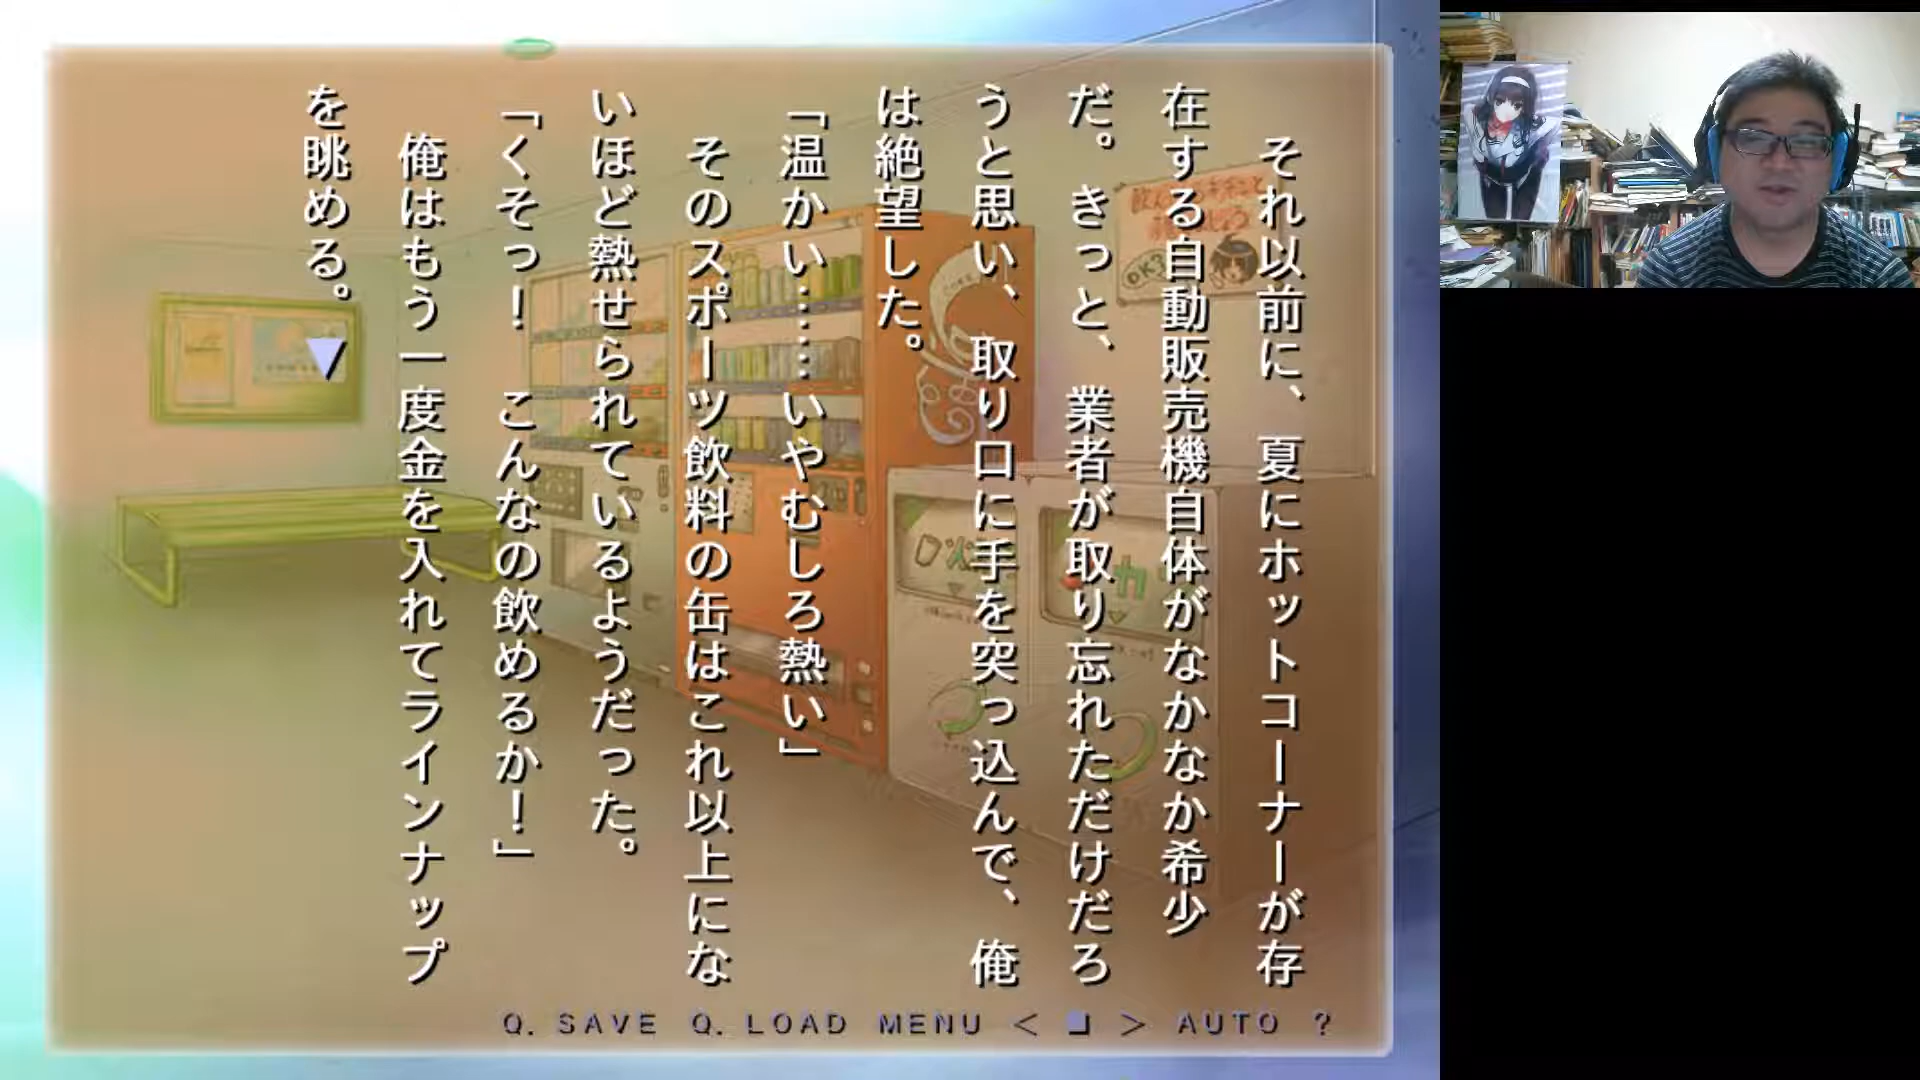 それ以前に、夏にホットコーナーが存
在する自動販売機自体がなかなか希少
だ。きっと、業者が取り忘れただけだろ
うと思い、取り口に手を突っ込んで、俺
は絶望した。
「温かい……いやむしろ熱い」
そのスポーツ飲料の缶はこれ以上にな
いほど熱せられているようだった。
「くそっ！　こんなの飲めるか！」
俺はもう一度金を入れてラインナップ
を眺める。
OK?
Q. SAVE Q. LOAD MENU < ■ > AUTO ?